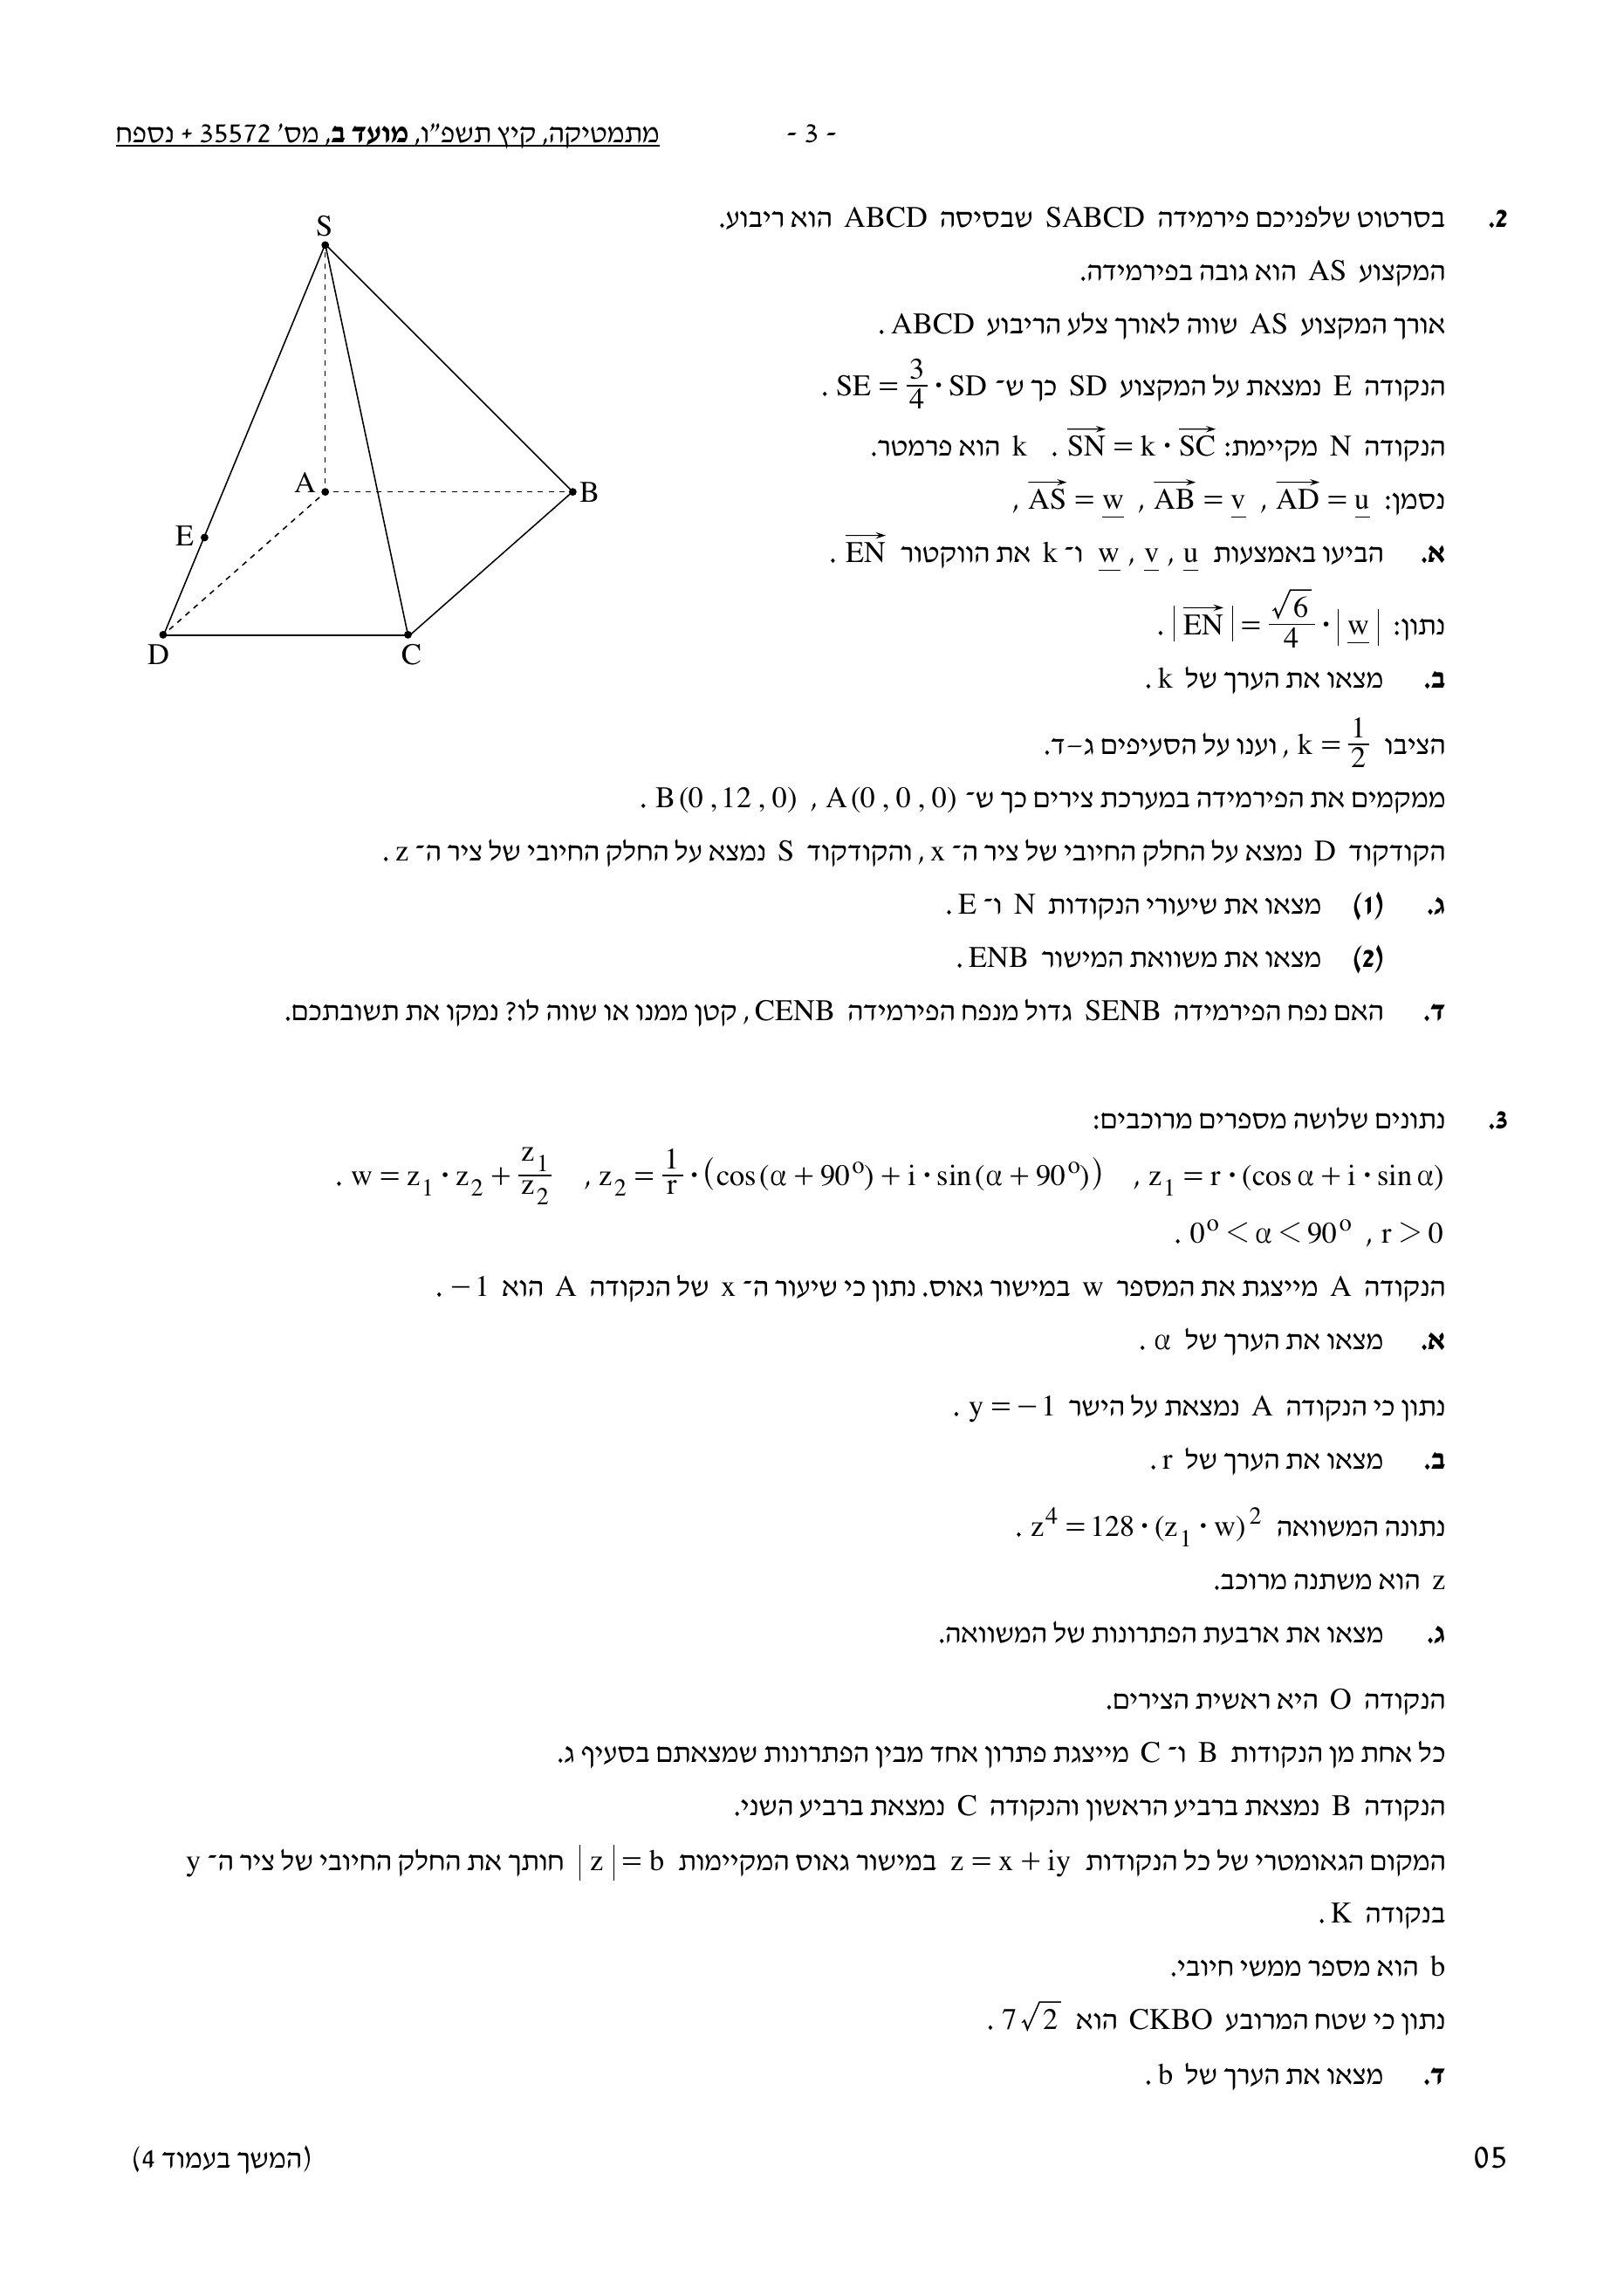 מתמטיקה, קיץ תשפ"ו, מועד ב, מס' 35572 + נספח
- 3 -
2. בסרטוט שלפניכם פירמידה SABCD שבסיסה ABCD הוא ריבוע.
המקצוע AS הוא גובה בפירמידה.
אורך המקצוע AS שווה לאורך צלע הריבוע ABCD .
הנקודה E נמצאת על המקצוע SD כך ש־ SE = 3/4 · SD .
הנקודה N מקיימת: SN→ = k · SC→ . k הוא פרמטר.
נסמן: AD→ = u , AB→ = v , AS→ = w ,
א. הביעו באמצעות u , v , w ו־ k את הווקטור EN→ .
נתון: |EN→| = √6/4 · |w| .
ב. מצאו את הערך של k .
הציבו k = 1/2 , וענו על הסעיפים ג–ד.
ממקמים את הפירמידה במערכת צירים כך ש־ A(0 , 0 , 0) , B(0 , 12 , 0) .
הקודקוד D נמצא על החלק החיובי של ציר ה־ x , והקודקוד S נמצא על החלק החיובי של ציר ה־ z .
ג. (1) מצאו את שיעורי הנקודות N ו־ E .
(2) מצאו את משוואת המישור ENB .
ד. האם נפח הפירמידה SENB גדול מנפח הפירמידה CENB , קטן ממנו או שווה לו? נמקו את תשובתכם.
S
A
B
E
D
C
3. נתונים שלושה מספרים מרוכבים:
z₁ = r · (cos α + i · sin α) , z₂ = 1/r · (cos(α + 90°) + i · sin(α + 90°)) , w = z₁ · z₂ + z₁/z₂ .
0° < α < 90° , r > 0 .
הנקודה A מייצגת את המספר w במישור גאוס. נתון כי שיעור ה־ x של הנקודה A הוא −1 .
א. מצאו את הערך של α .
נתון כי הנקודה A נמצאת על הישר y = −1 .
ב. מצאו את הערך של r .
נתונה המשוואה z⁴ = 128 · (z₁ · w)² .
z הוא משתנה מרוכב.
ג. מצאו את ארבעת הפתרונות של המשוואה.
הנקודה O היא ראשית הצירים.
כל אחת מן הנקודות B ו־ C מייצגת פתרון אחד מבין הפתרונות שמצאתם בסעיף ג.
הנקודה B נמצאת ברביע הראשון והנקודה C נמצאת ברביע השני.
המקום הגאומטרי של כל הנקודות z = x + iy במישור גאוס המקיימות |z| = b חותך את החלק החיובי של ציר ה־ y
בנקודה K .
b הוא מספר ממשי חיובי.
נתון כי שטח המרובע CKBO הוא 7√2 .
ד. מצאו את הערך של b .
05
(המשך בעמוד 4)